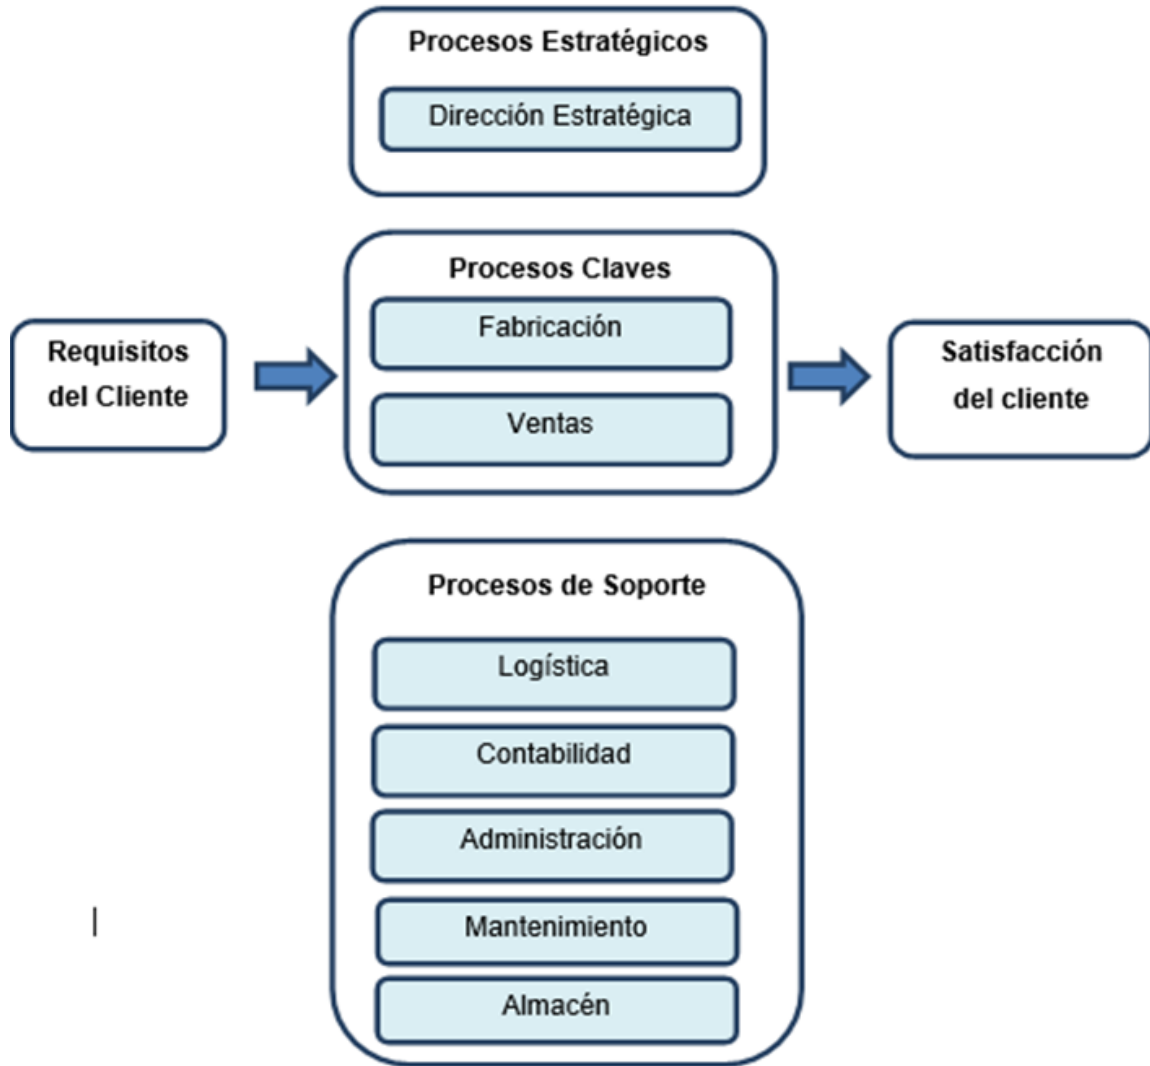 Procesos Estratégicos
Dirección Estratégica
Procesos Claves
Fabricación
Ventas
Requisitos
del Cliente
Satisfacción
del cliente
Procesos de Soporte
Logística
Contabilidad
Administración
Mantenimiento
Almacén